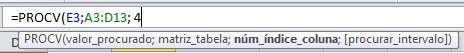 =PROCV(E3;A3:D13; 4
PROCV(valor_procurado; matriz_tabela; núm_índice_coluna; [procurar_intervalo])